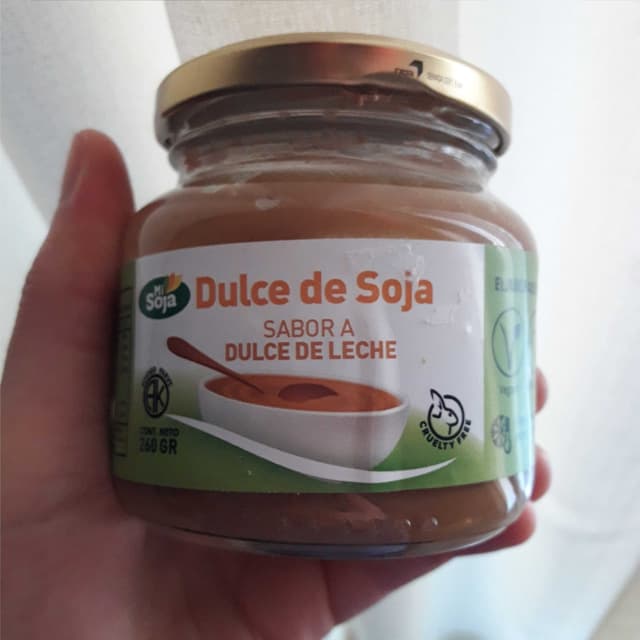 Mi
Soja
Dulce de Soja
SABOR A
DULCE DE LECHE
CONT. NETO
260 GR
CRUELTY FREE